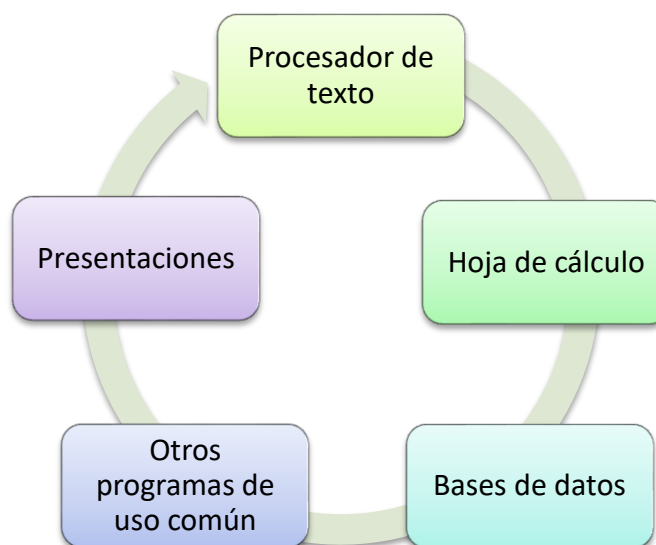 Procesador de
texto
Hoja de cálculo
Bases de datos
Otros
programas de
uso común
Presentaciones